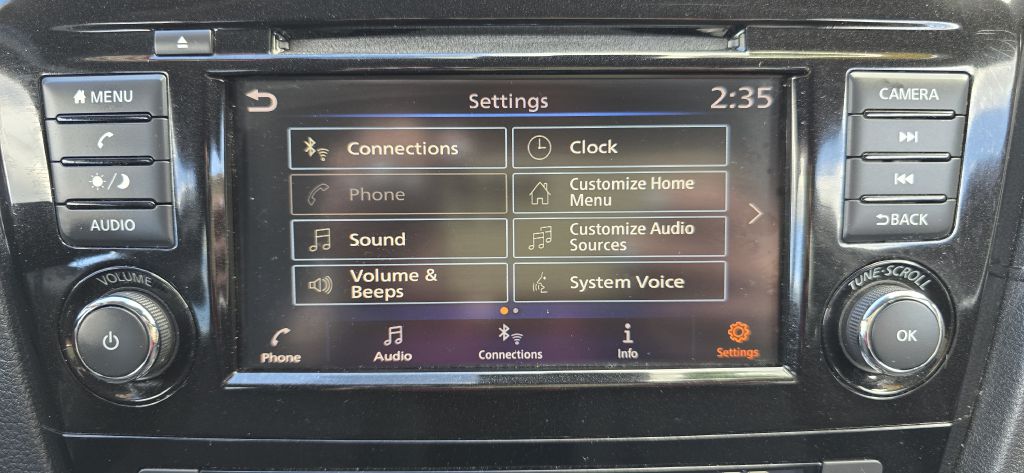 MENU
AUDIO
VOLUME
Settings
2:35
Connections
Clock
Phone
Customize Home
Menu
Sound
Customize Audio
Sources
Volume &
Beeps
System Voice
Phone
Audio
Connections
Info
Settings
CAMERA
BACK
TUNE·SCROLL
OK